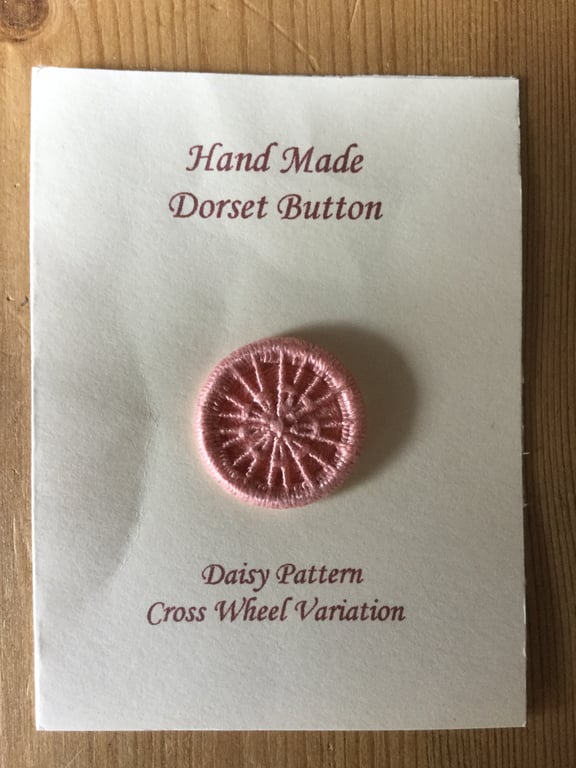 Hand Made
Dorset Button
Daisy Pattern
Cross Wheel Variation